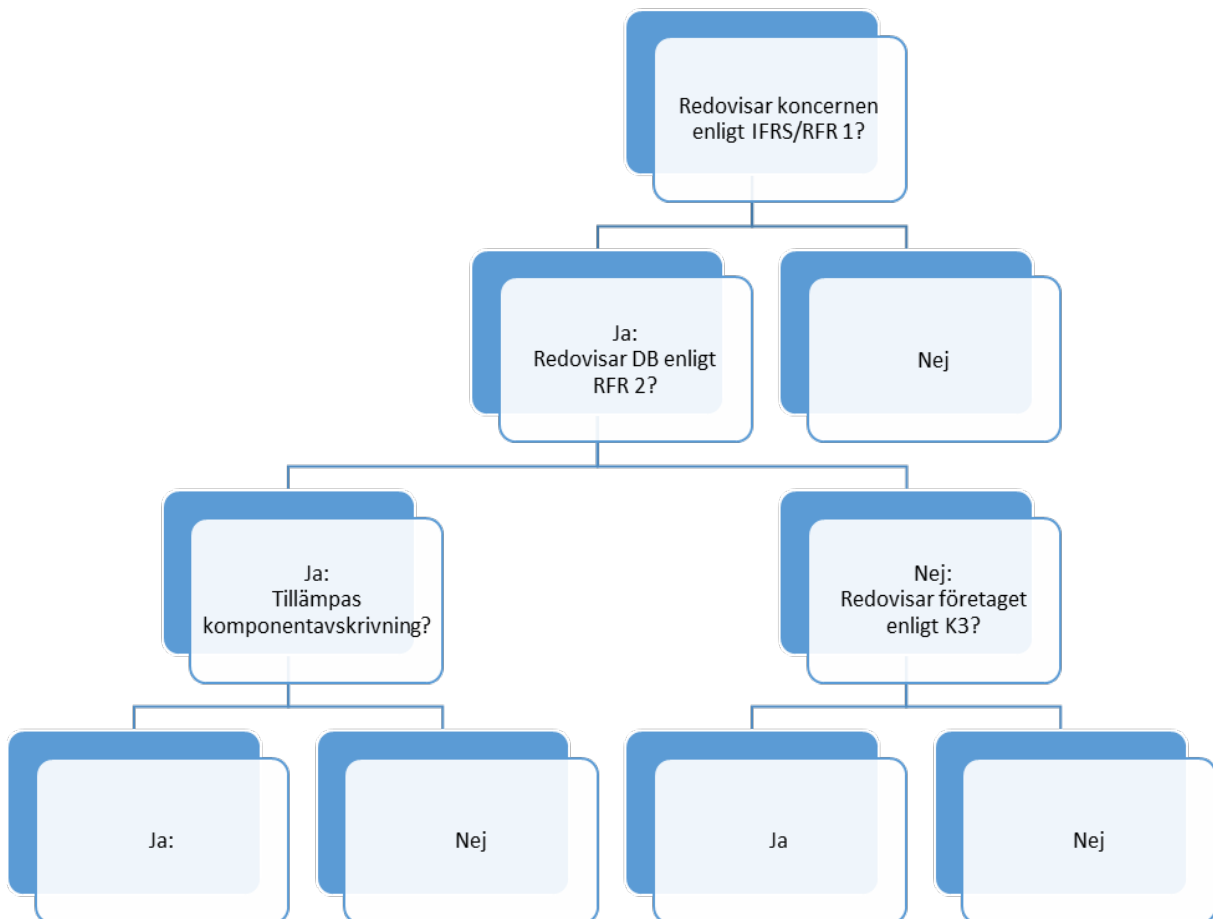 Redovisar koncernen
enligt IFRS/RFR 1?
Ja:
Redovisar DB enligt
RFR 2?
Nej
Ja:
Tillämpas
komponentavskrivning?
Nej:
Redovisar företaget
enligt K3?
Ja:
Nej
Ja
Nej